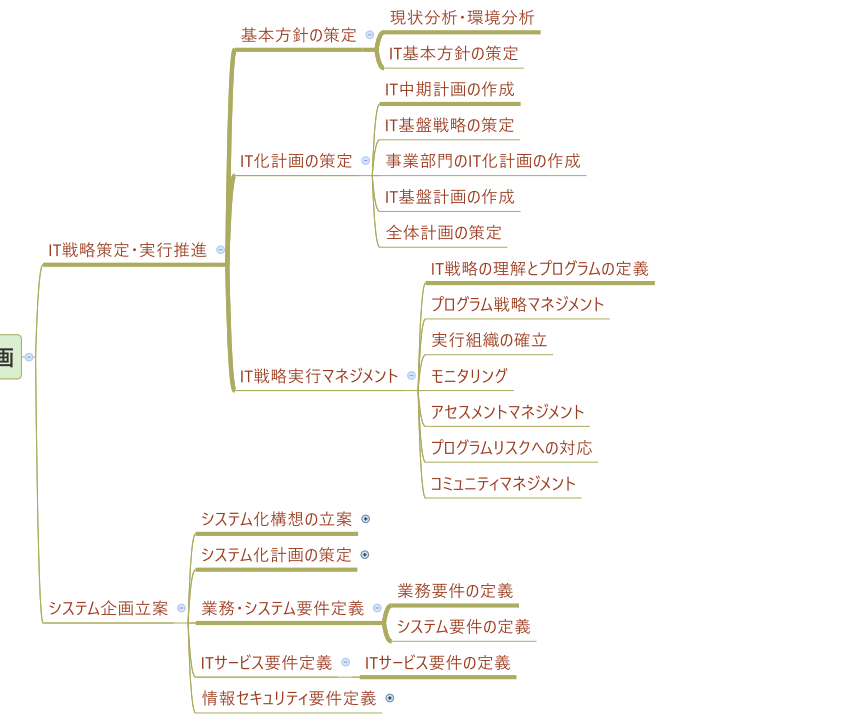 現状分析・環境分析
基本方針の策定
IT基本方針の策定
IT中期計画の作成
IT基盤戦略の策定
IT化計画の策定
事業部門のIT化計画の作成
IT基盤計画の作成
全体計画の策定
IT戦略策定・実行推進
IT戦略の理解とプログラムの定義
プログラム戦略マネジメント
実行組織の確立
画
IT戦略実行マネジメント
モニタリング
アセスメントマネジメント
プログラムリスクへの対応
コミュニティマネジメント
システム化構想の立案
システム化計画の策定
業務要件の定義
システム企画立案
業務・システム要件定義
システム要件の定義
ITサービス要件定義
ITサービス要件の定義
情報セキュリティ要件定義